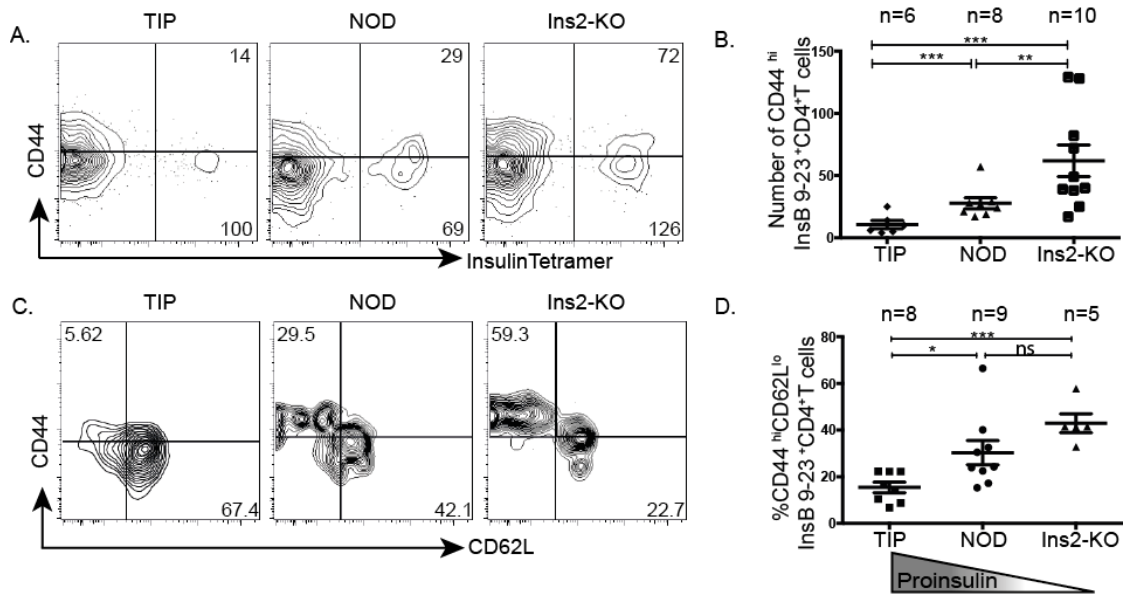 A.
TIP
NOD
Ins2-KO
14
29
72
CD44
100
69
126
InsulinTetramer
B.
n=6 n=8 n=10
***
*** **
Number of CD44 hi
InsB 9-23 +CD4+T cells
150
100
50
0
TIP NOD Ins2-KO
C.
TIP
NOD
Ins2-KO
5.62
29.5
59.3
CD44
67.4
42.1
22.7
CD62L
D.
n=8 n=9 n=5
***
* ns
%CD44 hiCD62Llo
InsB 9-23 +CD4+T cells
80
60
40
20
0
TIP NOD Ins2-KO
Proinsulin